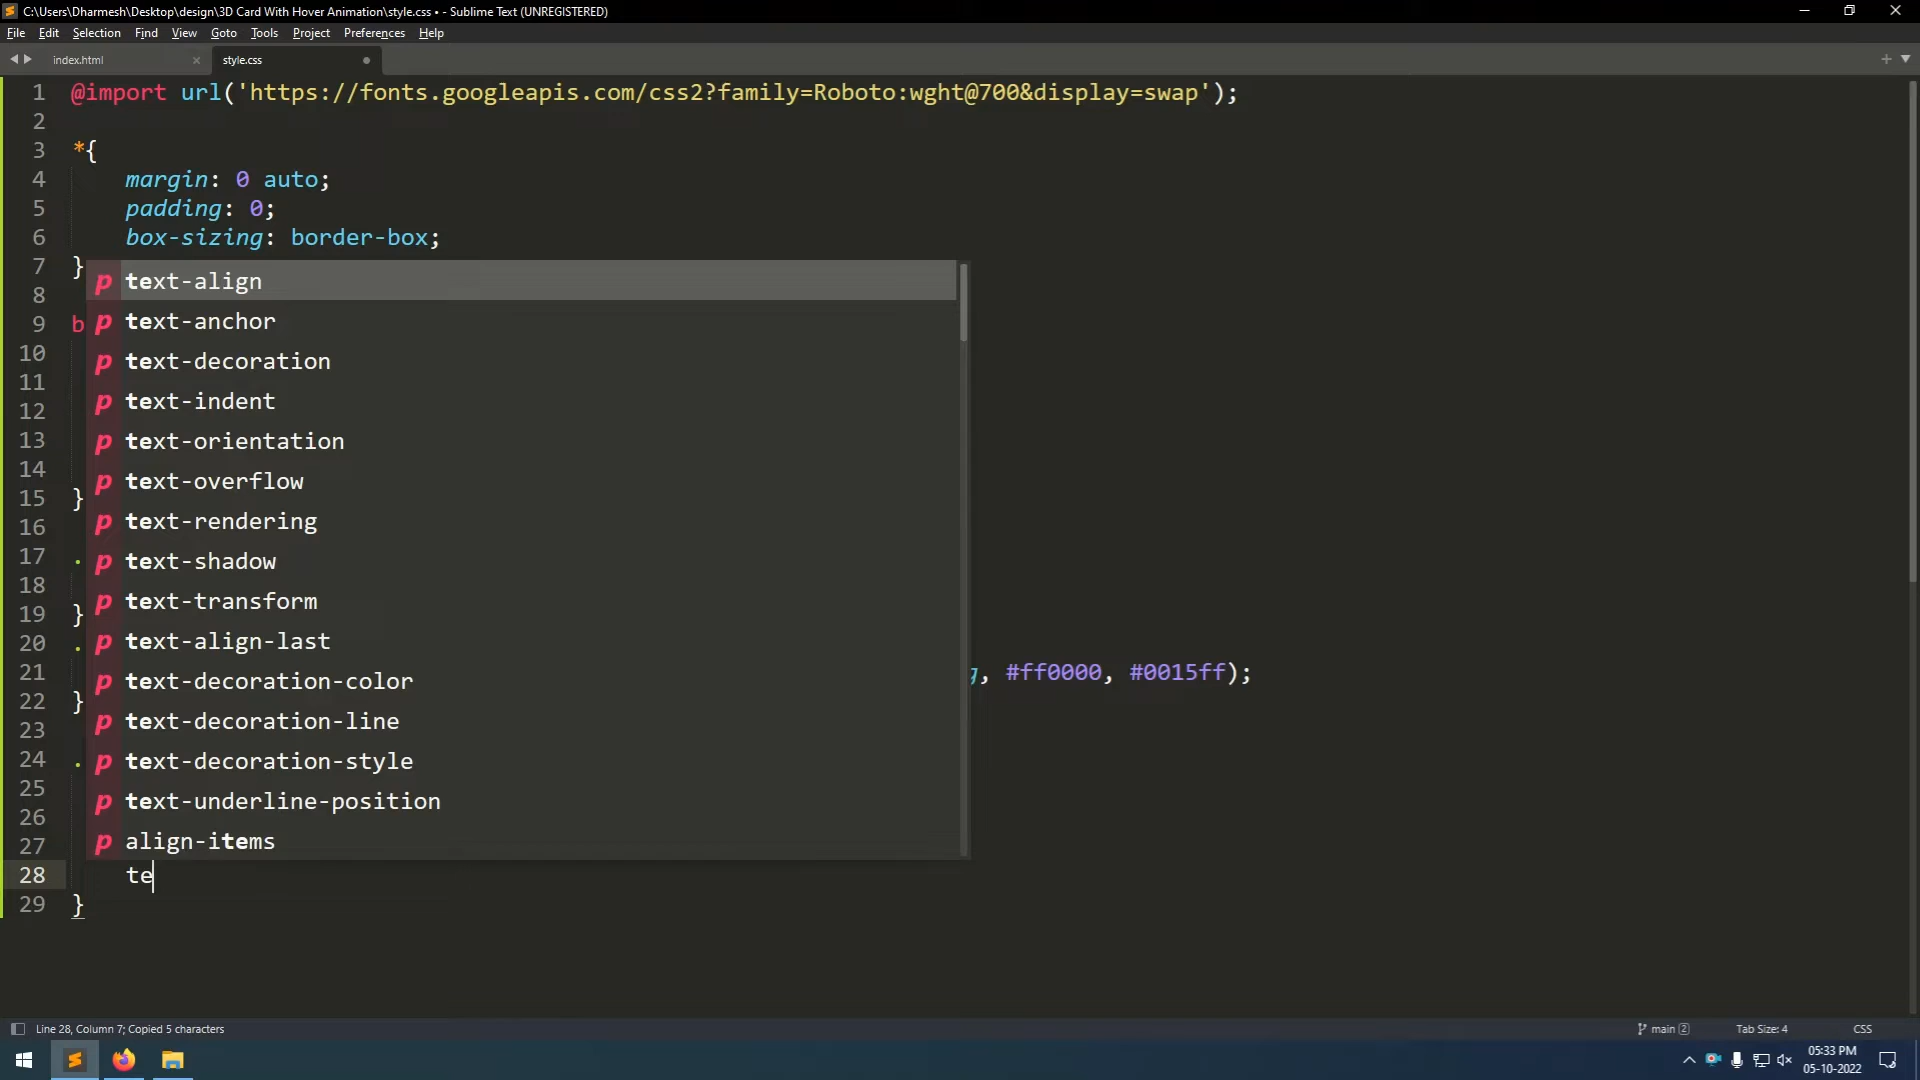 C:\Users\Dharmesh\Desktop\design\3D Card With Hover Animation\style.css • - Sublime Text (UNREGISTERED)
File Edit Selection Find View Goto Tools Project Preferences Help
index.html style.css
1 @import url('https://fonts.googleapis.com/css2?family=Roboto:wght@700&display=swap');
2
3 *{
4 margin: 0 auto;
5 padding: 0;
6 box-sizing: border-box;
7 }
p text-align
8
9 b p text-anchor
10 p text-decoration
11
12 p text-indent
13 p text-orientation
14 p text-overflow
15 }
16 p text-rendering
17 . p text-shadow
18
19 } p text-transform
20 . p text-align-last
21 g, #ff0000, #0015ff);
p text-decoration-color
22 }
23 p text-decoration-line
24 . p text-decoration-style
25
26 p text-underline-position
27 p align-items
28 te
29 }
Line 28, Column 7; Copied 5 characters main 2 Tab Size: 4 CSS
05:33 PM
05-10-2022